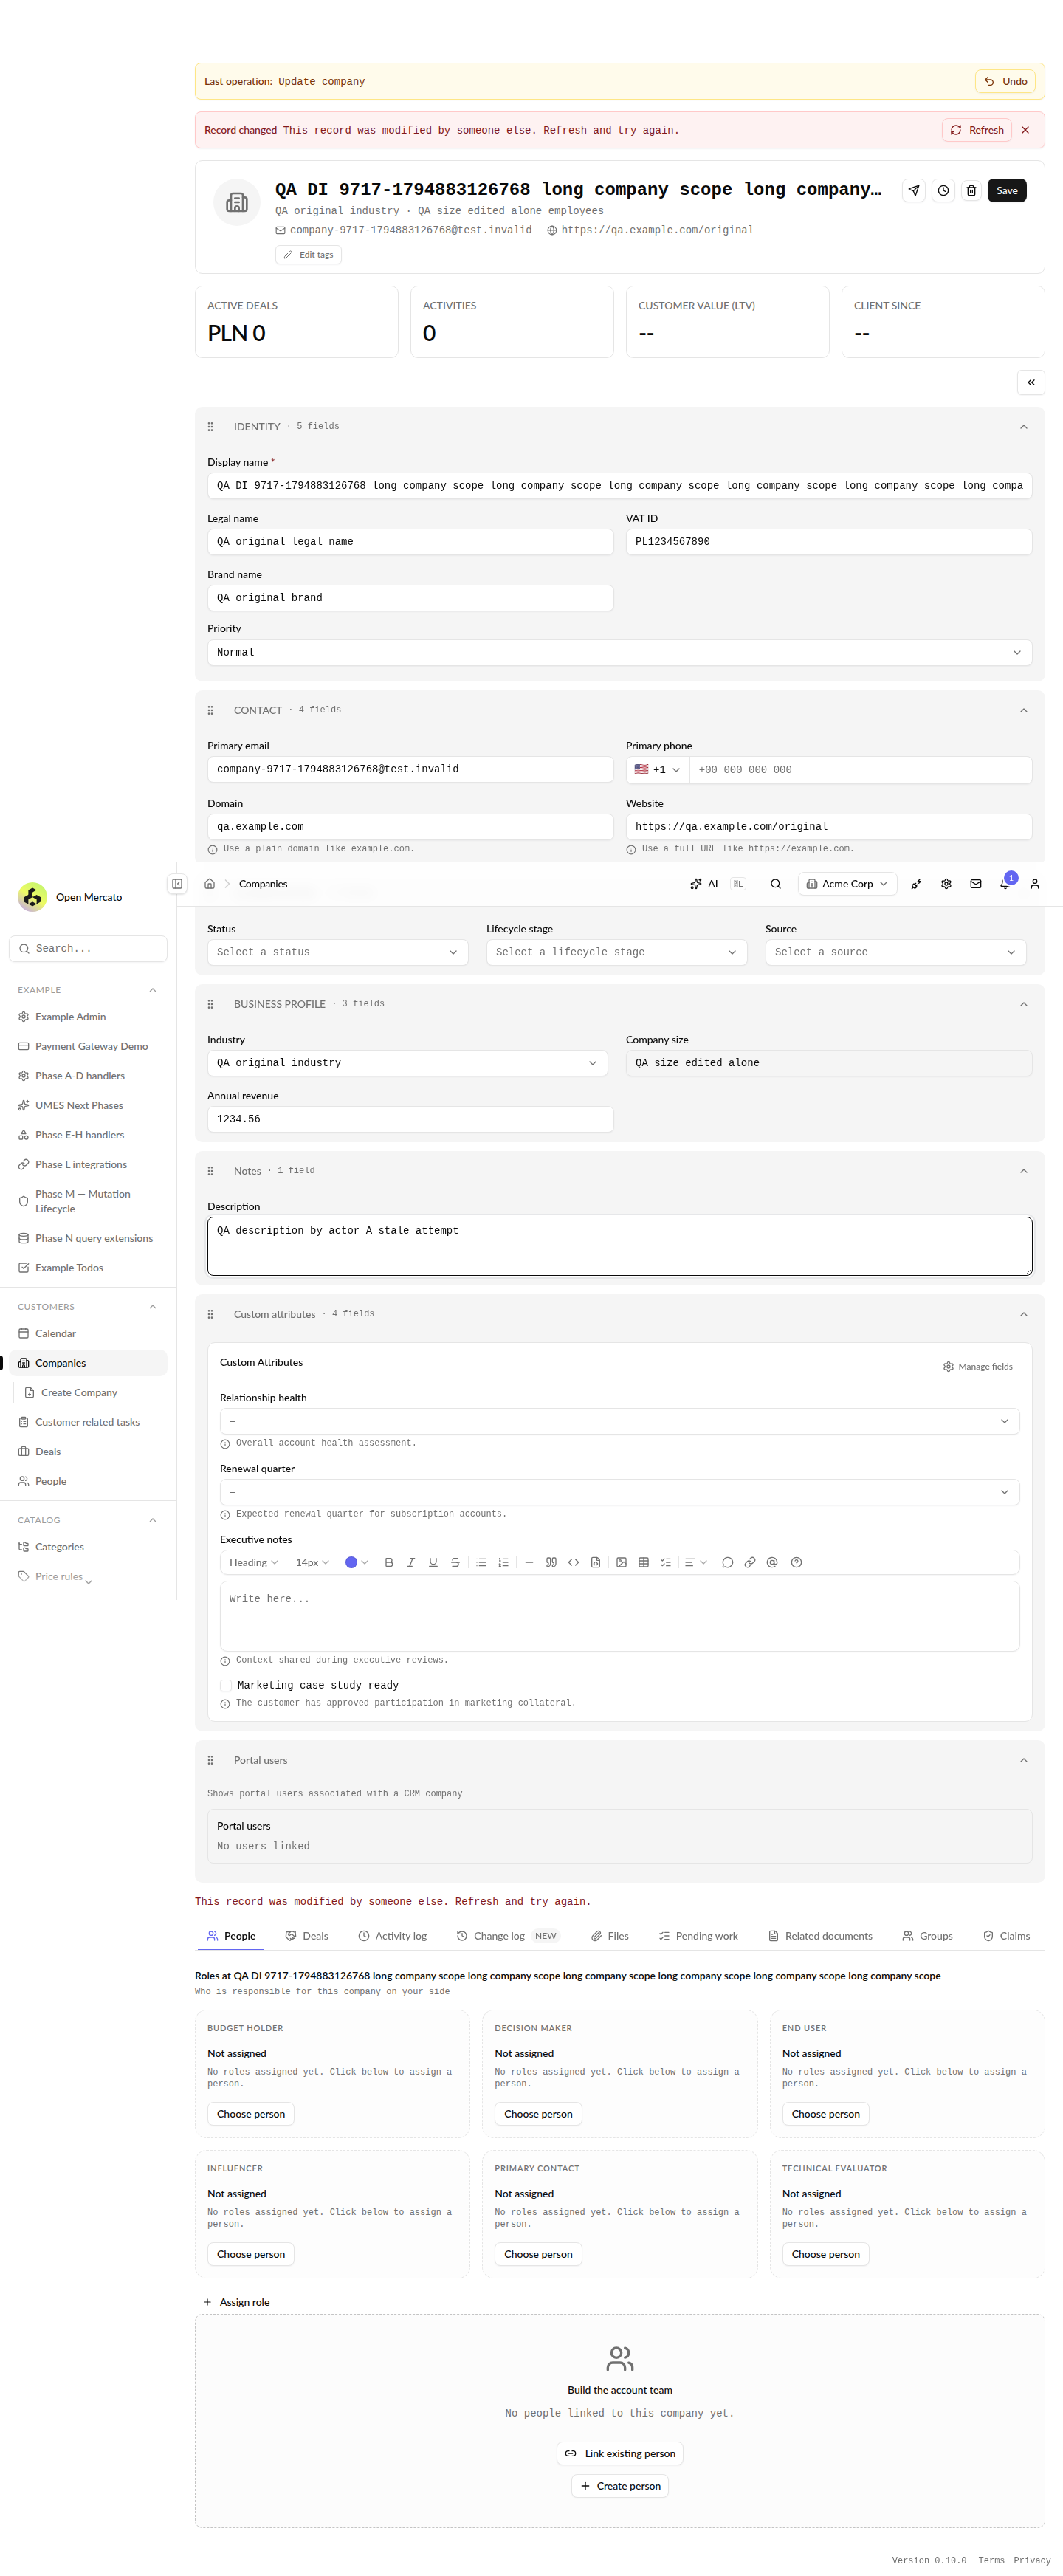 Last operation: Update company
Undo
Record changed This record was modified by someone else. Refresh and try again.
Refresh
QA DI 9717-1794883126768 long company scope long company…
Save
QA original industry · QA size edited alone employees
company-9717-1794883126768@test.invalid https://qa.example.com/original
Edit tags
ACTIVE DEALS
PLN 0
ACTIVITIES
0
CUSTOMER VALUE (LTV)
--
CLIENT SINCE
--
IDENTITY · 5 fields
Display name *
QA DI 9717-1794883126768 long company scope long company scope long company scope long company scope long company scope long compa
Legal name
QA original legal name
VAT ID
PL1234567890
Brand name
QA original brand
Priority
Normal
CONTACT · 4 fields
Primary email
company-9717-1794883126768@test.invalid
Primary phone
+1 +00 000 000 000
Domain
qa.example.com
Use a plain domain like example.com.
Website
https://qa.example.com/original
Use a full URL like https://example.com.
Open Mercato
Companies
AI
⌘L
Acme Corp
1
Search...
EXAMPLE
Example Admin
Payment Gateway Demo
Phase A-D handlers
UMES Next Phases
Phase E-H handlers
Phase L integrations
Phase M — Mutation
Lifecycle
Phase N query extensions
Example Todos
CUSTOMERS
Calendar
Companies
Create Company
Customer related tasks
Deals
People
CATALOG
Categories
Price rules
Status
Select a status
Lifecycle stage
Select a lifecycle stage
Source
Select a source
BUSINESS PROFILE · 3 fields
Industry
QA original industry
Company size
QA size edited alone
Annual revenue
1234.56
Notes · 1 field
Description
QA description by actor A stale attempt
Custom attributes · 4 fields
Custom Attributes
Manage fields
Relationship health
—
Overall account health assessment.
Renewal quarter
—
Expected renewal quarter for subscription accounts.
Executive notes
Heading 14px
Write here...
Context shared during executive reviews.
Marketing case study ready
The customer has approved participation in marketing collateral.
Portal users
Shows portal users associated with a CRM company
Portal users
No users linked
This record was modified by someone else. Refresh and try again.
People Deals Activity log Change log NEW Files Pending work Related documents Groups Claims
Roles at QA DI 9717-1794883126768 long company scope long company scope long company scope long company scope long company scope long company scope
Who is responsible for this company on your side
BUDGET HOLDER
Not assigned
No roles assigned yet. Click below to assign a
person.
Choose person
DECISION MAKER
Not assigned
No roles assigned yet. Click below to assign a
person.
Choose person
END USER
Not assigned
No roles assigned yet. Click below to assign a
person.
Choose person
INFLUENCER
Not assigned
No roles assigned yet. Click below to assign a
person.
Choose person
PRIMARY CONTACT
Not assigned
No roles assigned yet. Click below to assign a
person.
Choose person
TECHNICAL EVALUATOR
Not assigned
No roles assigned yet. Click below to assign a
person.
Choose person
Assign role
Build the account team
No people linked to this company yet.
Link existing person
Create person
Version 0.10.0 Terms Privacy